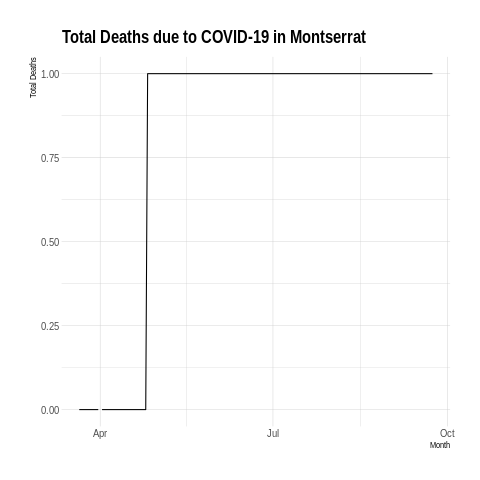 Total Deaths due to COVID-19 in Montserrat
Total Deaths
1.00
0.75
0.50
0.25
0.00
Apr Jul Oct
Month